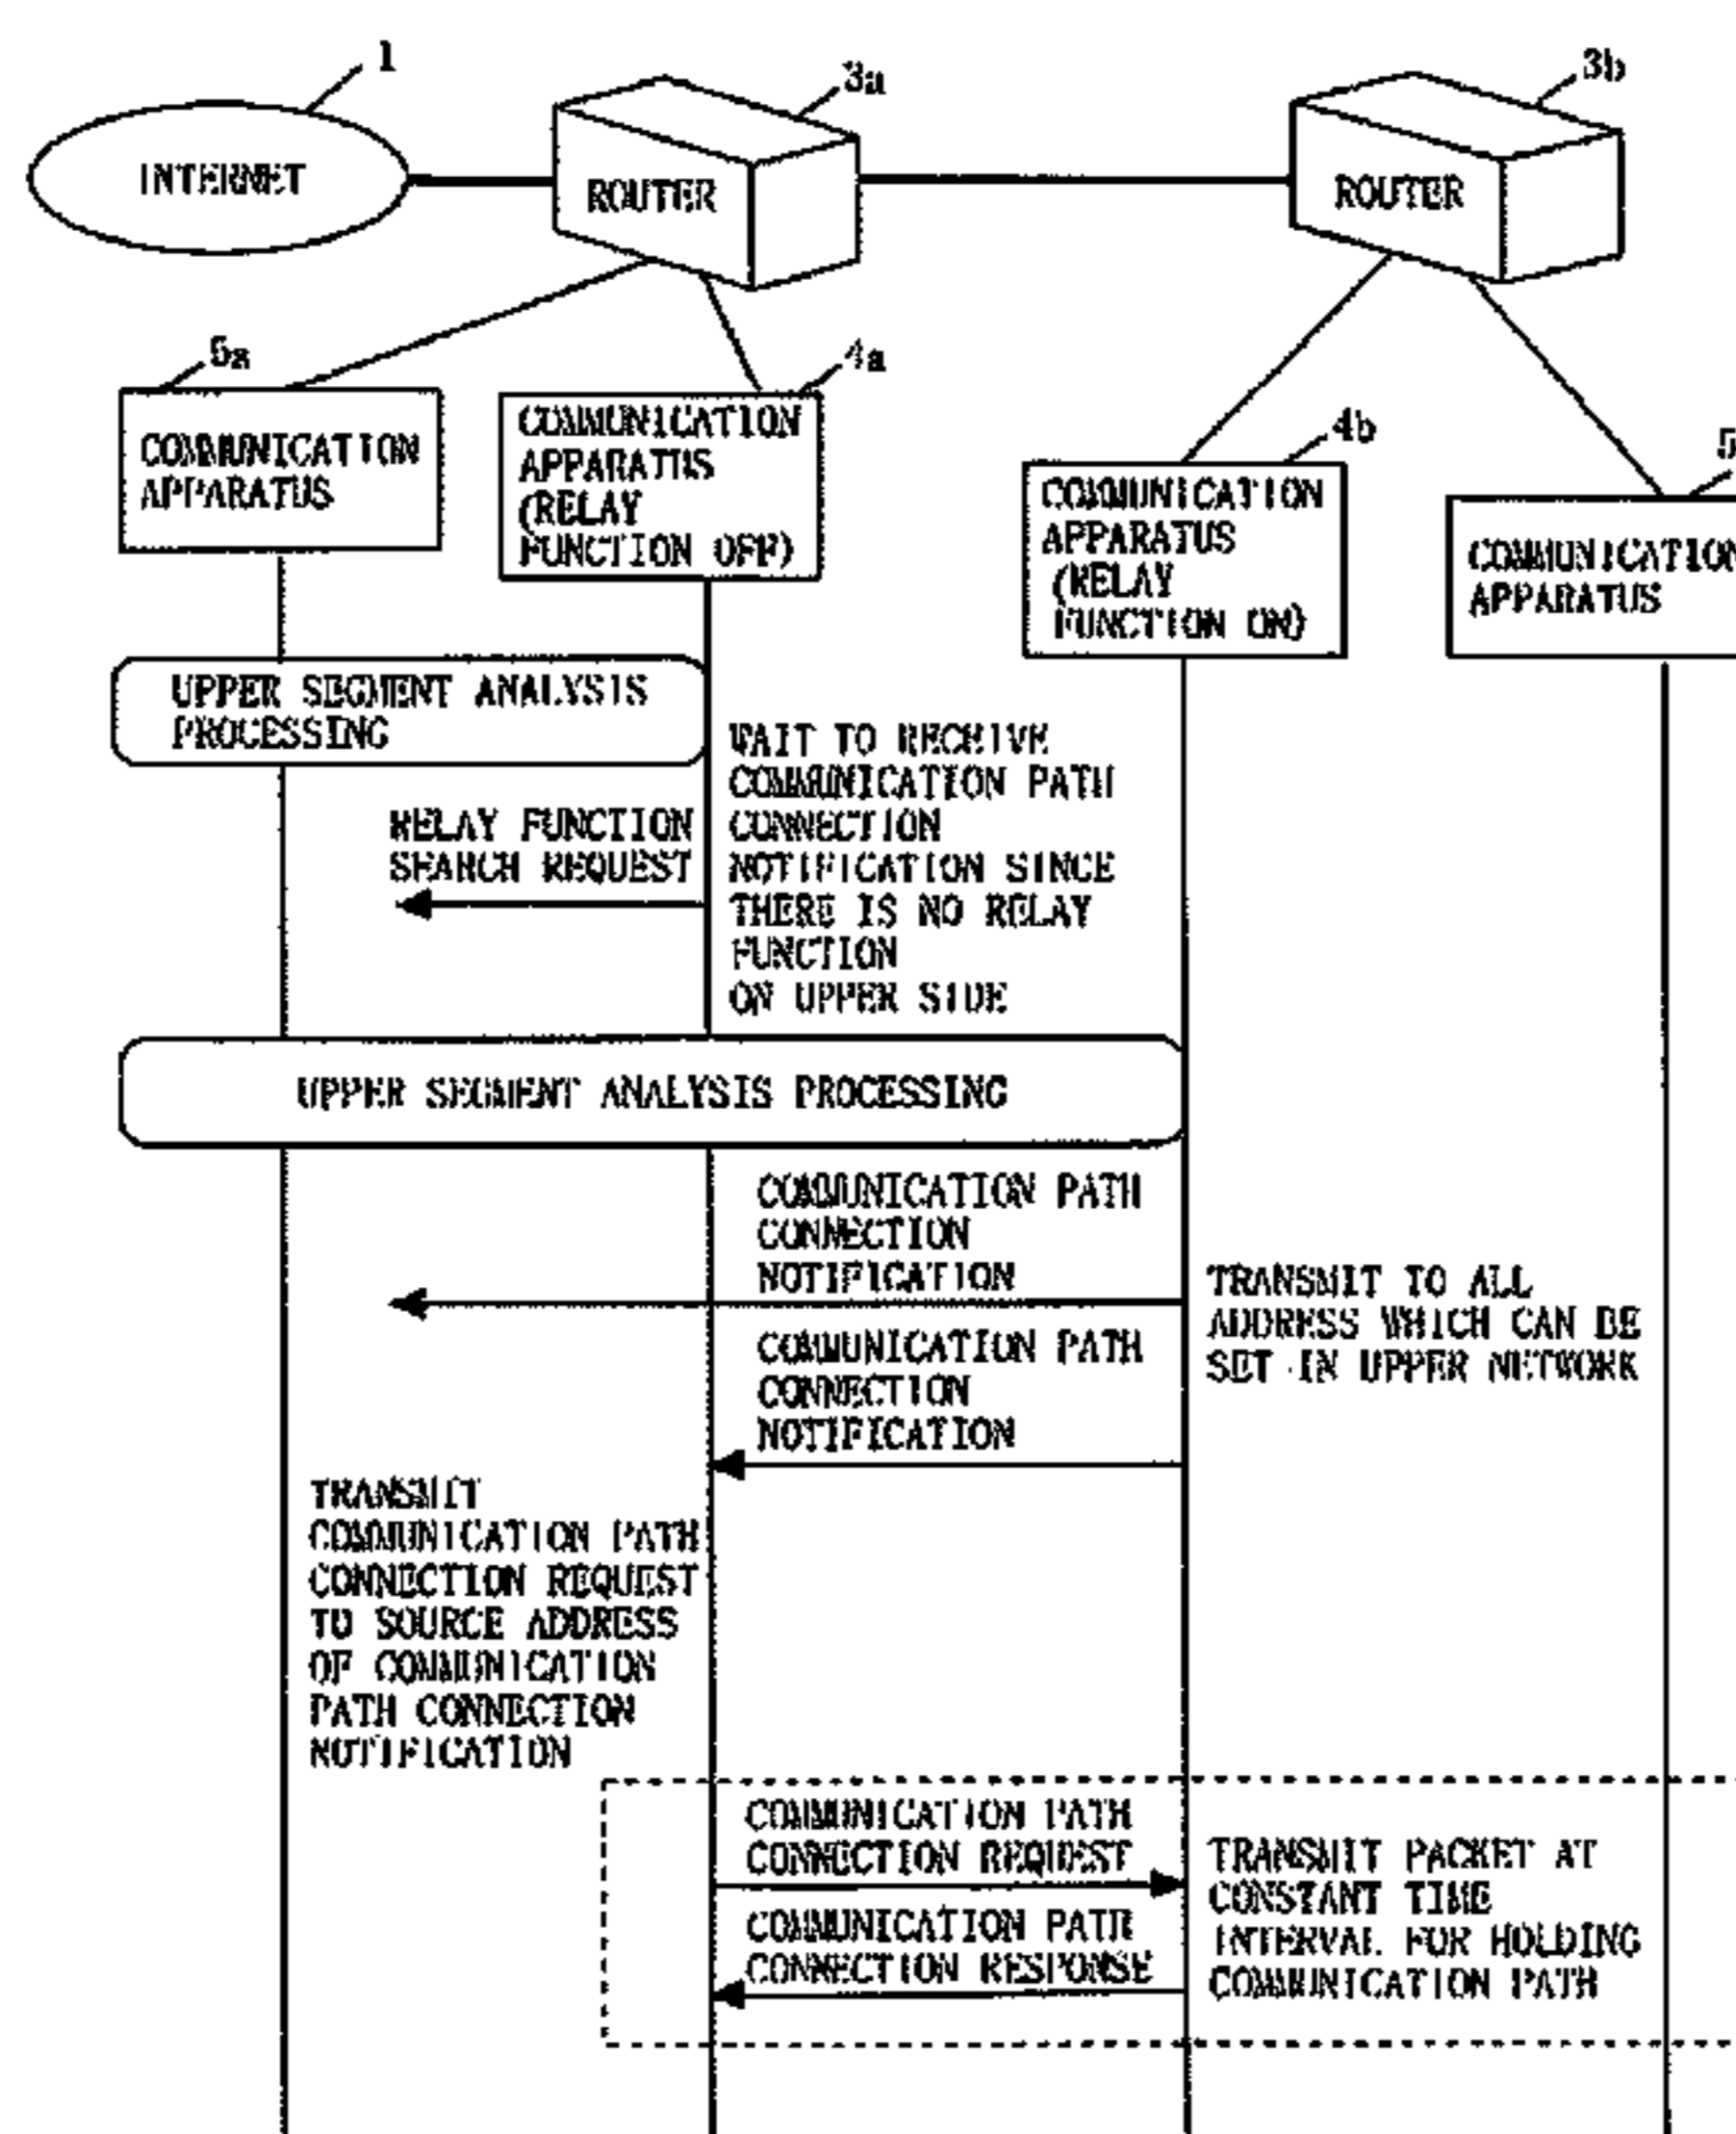 1
3a
3b
INTERNET
ROUTER
ROUTER
5a
4a
4b
5
COMMUNICATION
APPARATUS
COMMUNICATION
APPARATUS
(RELAY
FUNCTION OFF)
COMMUNICATION
APPARATUS
(RELAY
FUNCTION ON)
COMMUNICATION
APPARATUS
UPPER SEGMENT ANALYSIS
PROCESSING
RELAY FUNCTION
SEARCH REQUEST
WAIT TO RECEIVE
COMMUNICATION PATH
CONNECTION
NOTIFICATION SINCE
THERE IS NO RELAY
FUNCTION
ON UPPER SIDE
UPPER SEGMENT ANALYSIS PROCESSING
COMMUNICATION PATH
CONNECTION
NOTIFICATION
TRANSMIT TO ALL
ADDRESS WHICH CAN BE
SET IN UPPER NETWORK
COMMUNICATION PATH
CONNECTION
NOTIFICATION
TRANSMIT
COMMUNICATION PATH
CONNECTION REQUEST
TO SOURCE ADDRESS
OF COMMUNICATION
PATH CONNECTION
NOTIFICATION
COMMUNICATION PATH
CONNECTION REQUEST
COMMUNICATION PATH
CONNECTION RESPONSE
TRANSMIT PACKET AT
CONSTANT TIME
INTERVAL FOR HOLDING
COMMUNICATION PATH